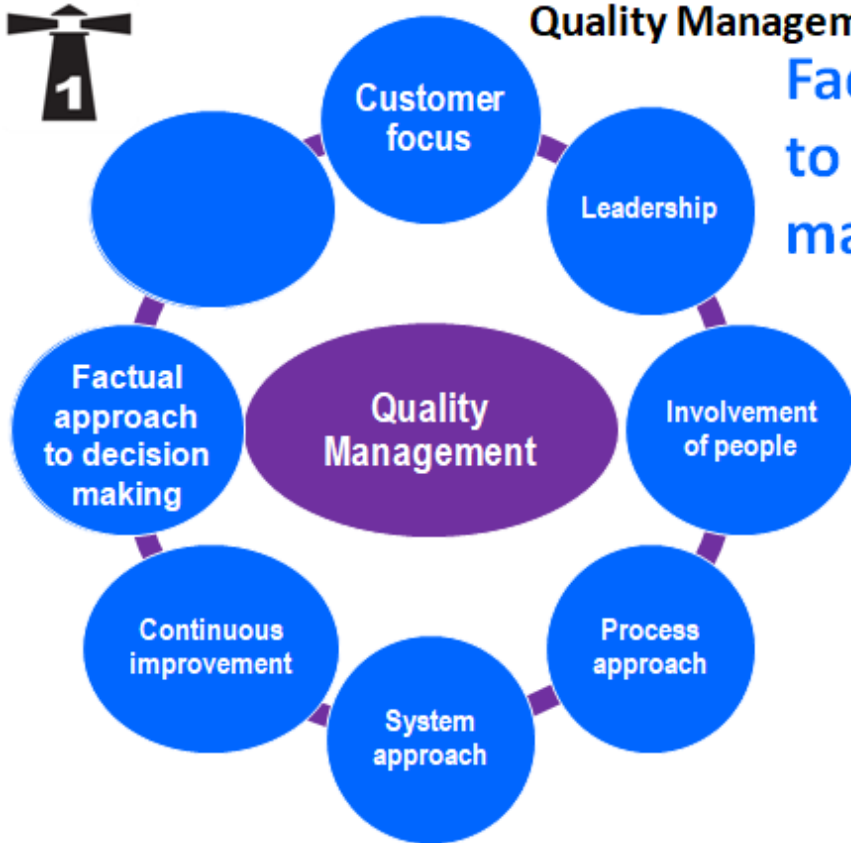 1
Quality Managem
Fac
to
ma
Customer
focus
Leadership
Involvement
of people
Process
approach
System
approach
Continuous
improvement
Factual
approach
to decision
making
Quality
Management